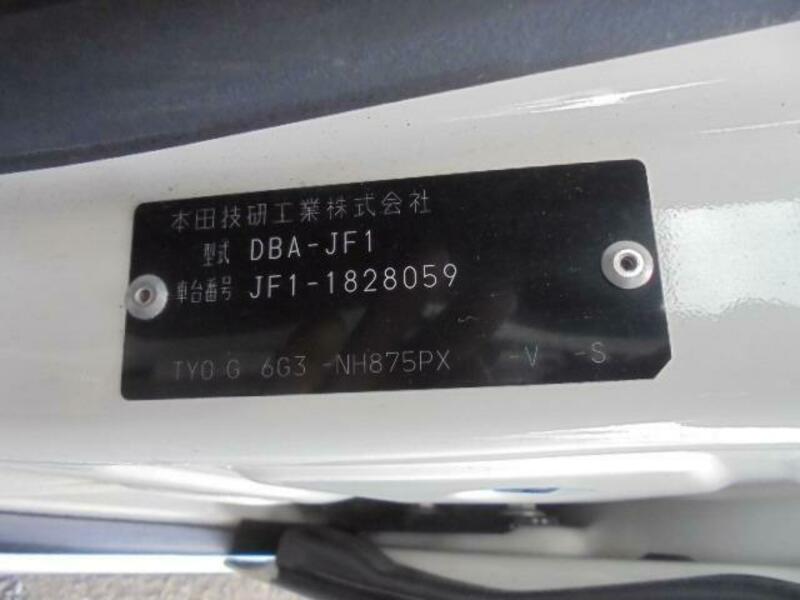 本田技研工業株式会社
型式 DBA-JF1
車台番号 JF1-1828059
TY0 G 6G3 -NH875PX -V -S